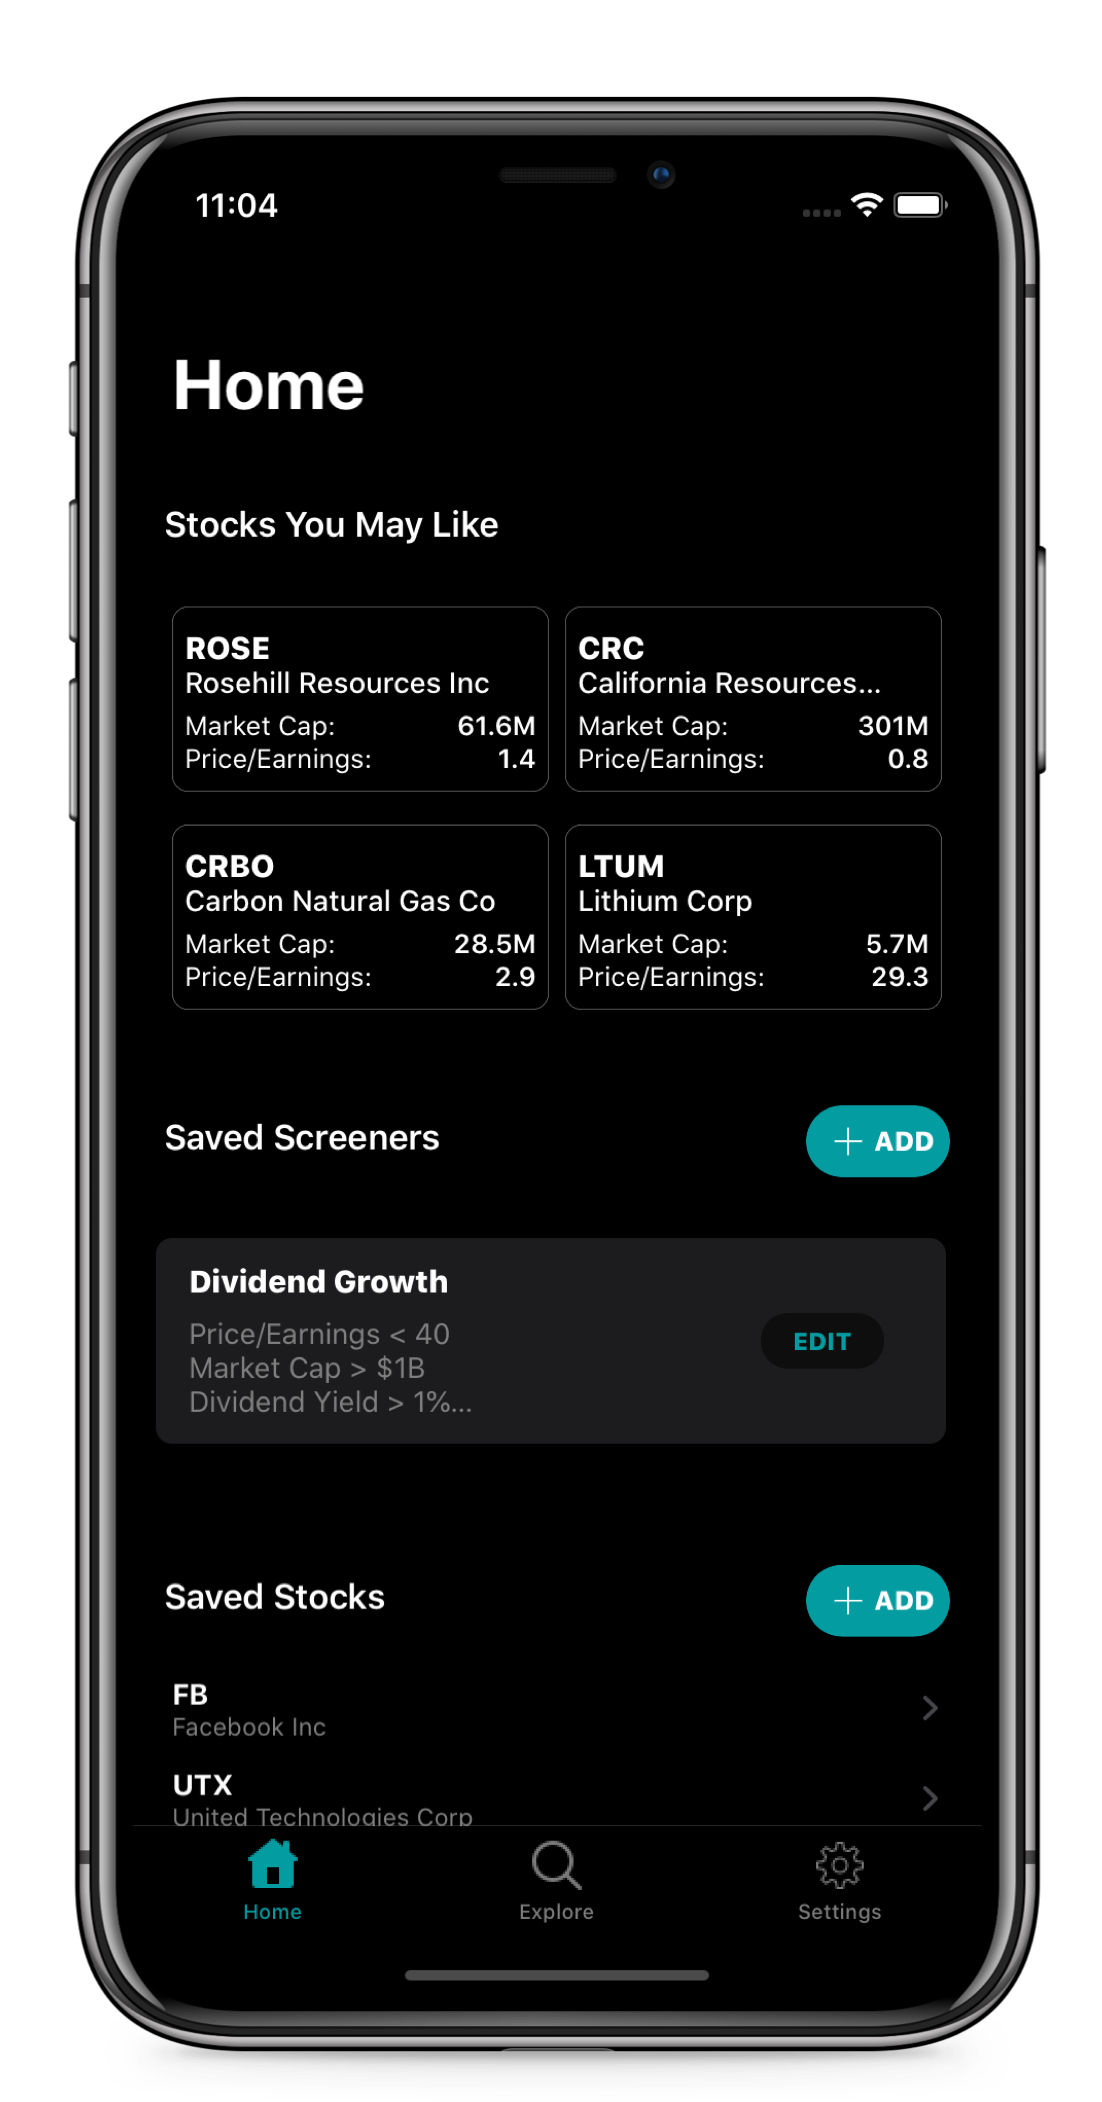 11:04
Home
Stocks You May Like
ROSE
Rosehill Resources Inc
Market Cap: 61.6M
Price/Earnings: 1.4
CRC
California Resources...
Market Cap: 301M
Price/Earnings: 0.8
CRBO
Carbon Natural Gas Co
Market Cap: 28.5M
Price/Earnings: 2.9
LTUM
Lithium Corp
Market Cap: 5.7M
Price/Earnings: 29.3
Saved Screeners
+ ADD
Dividend Growth
Price/Earnings < 40
Market Cap > $1B
Dividend Yield > 1%...
EDIT
Saved Stocks
+ ADD
FB
Facebook Inc
UTX
United Technologies Corp
Home
Explore
Settings